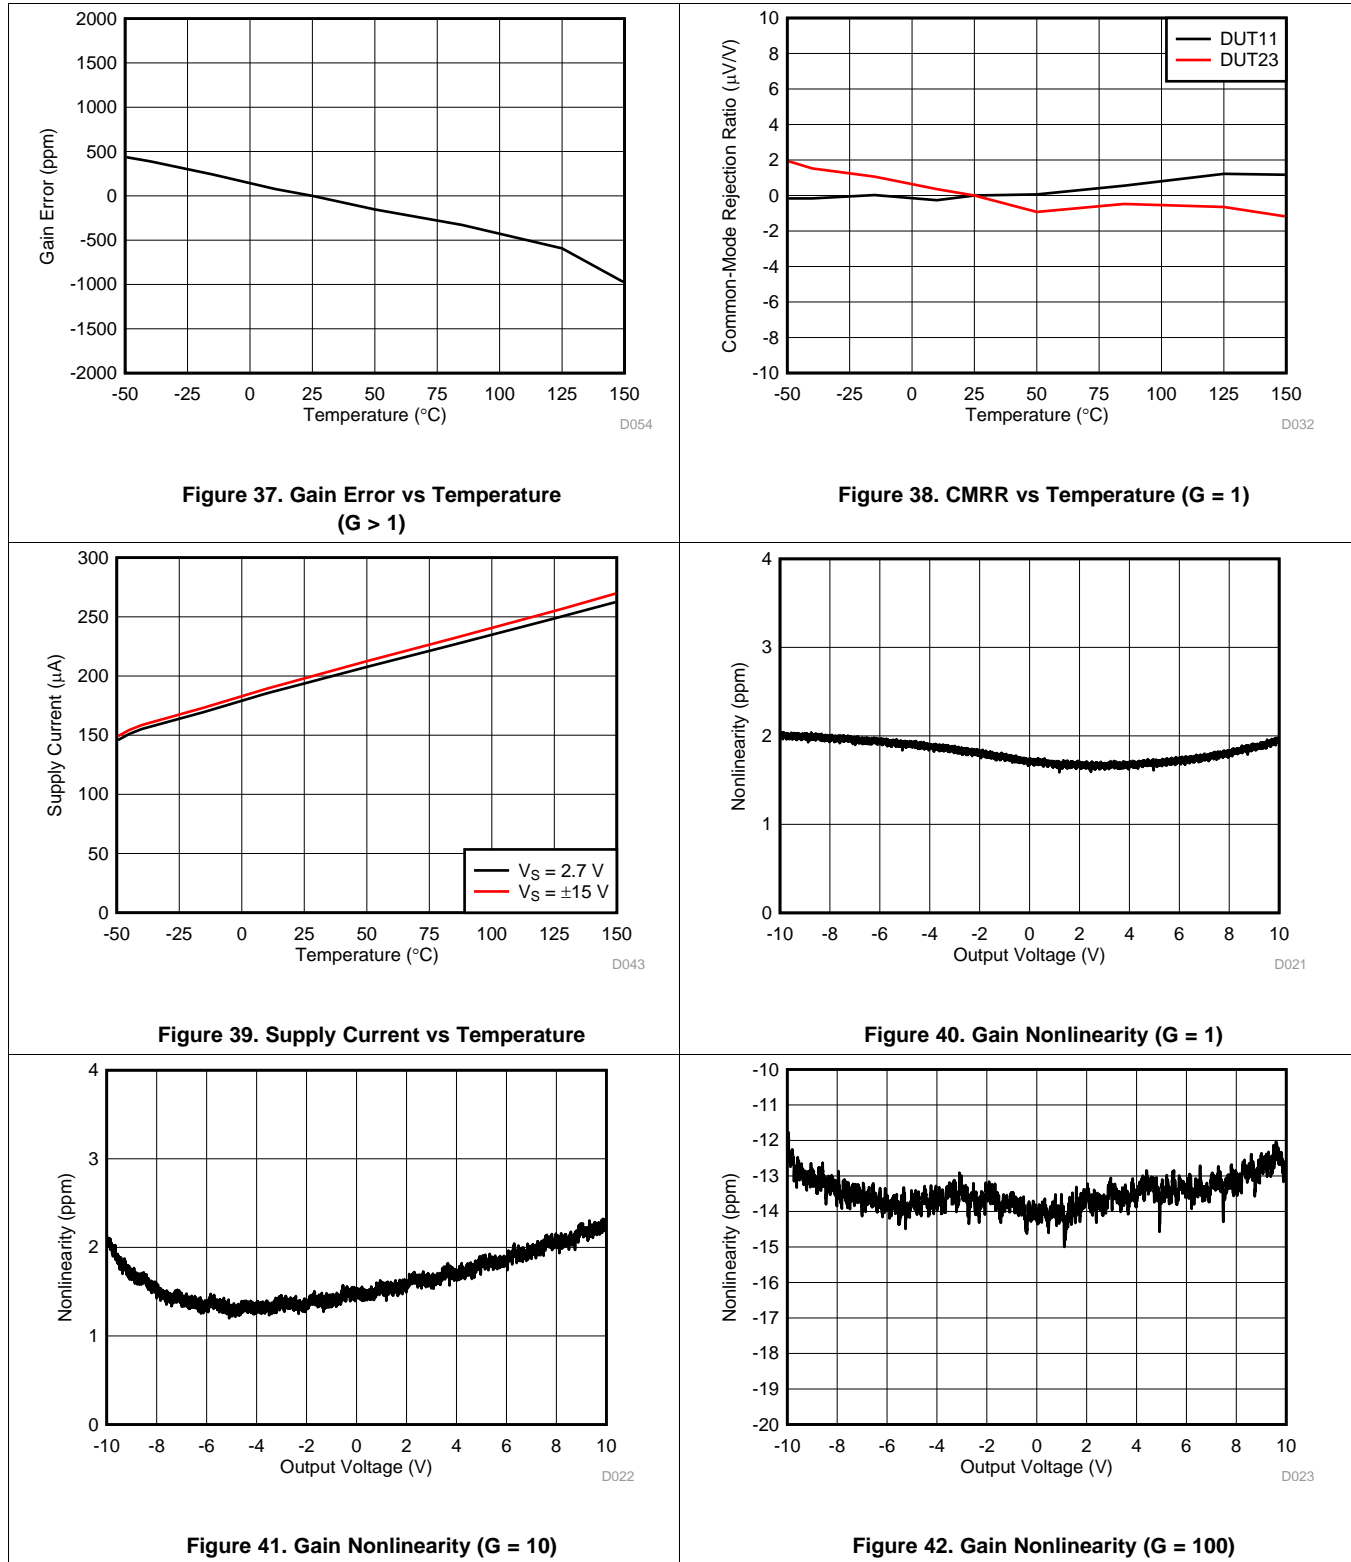 2000
1500
1000
500
0
-500
-1000
-1500
-2000
Gain Error (ppm)
-50 -25 0 25 50 75 100 125 150
Temperature (°C)
D054
Figure 37. Gain Error vs Temperature
(G > 1)
10
8
6
4
2
0
-2
-4
-6
-8
-10
Common-Mode Rejection Ratio (μV/V)
DUT11
DUT23
-50 -25 0 25 50 75 100 125 150
Temperature (°C)
D032
Figure 38. CMRR vs Temperature (G = 1)
300
250
200
150
100
50
0
Supply Current (μA)
VS = 2.7 V
VS = ±15 V
-50 -25 0 25 50 75 100 125 150
Temperature (°C)
D043
Figure 39. Supply Current vs Temperature
4
3
2
1
0
Nonlinearity (ppm)
-10 -8 -6 -4 -2 0 2 4 6 8 10
Output Voltage (V)
D021
Figure 40. Gain Nonlinearity (G = 1)
4
3
2
1
0
Nonlinearity (ppm)
-10 -8 -6 -4 -2 0 2 4 6 8 10
Output Voltage (V)
D022
Figure 41. Gain Nonlinearity (G = 10)
-10
-11
-12
-13
-14
-15
-16
-17
-18
-19
-20
Nonlinearity (ppm)
-10 -8 -6 -4 -2 0 2 4 6 8 10
Output Voltage (V)
D023
Figure 42. Gain Nonlinearity (G = 100)